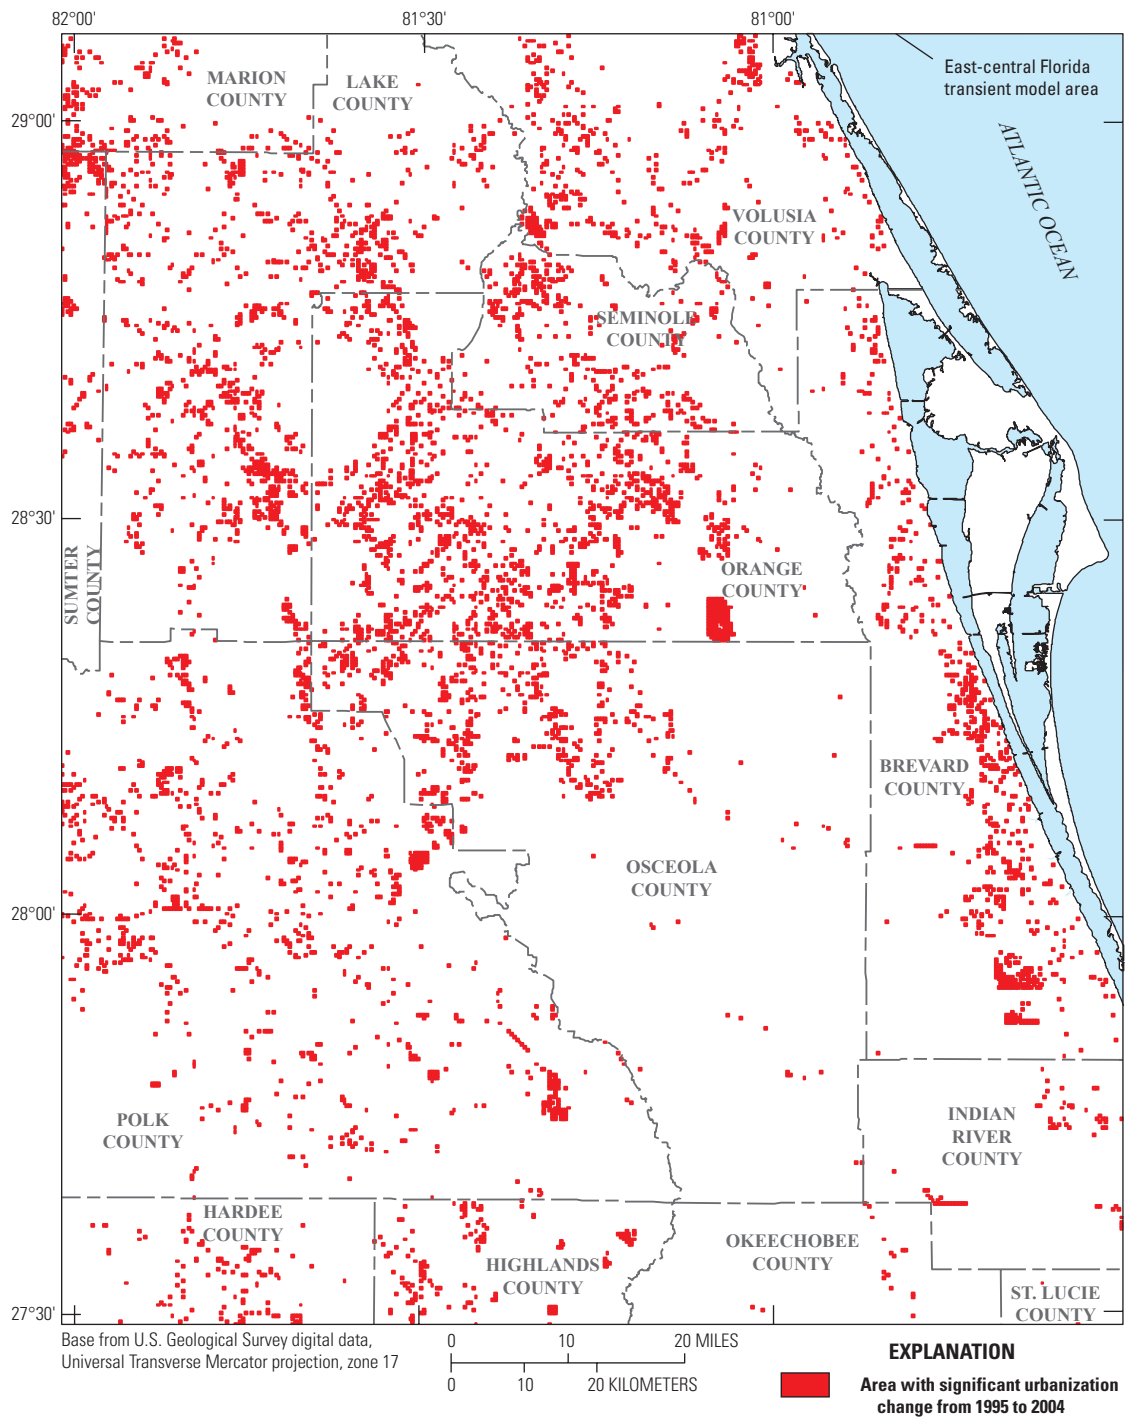 82°00'
81°30'
81°00'
East-central Florida
transient model area
MARION
COUNTY
LAKE
COUNTY
29°00'
ATLANTIC OCEAN
VOLUSIA
COUNTY
SEMINOLE
COUNTY
28°30'
SUMTER
COUNTY
ORANGE
COUNTY
BREVARD
COUNTY
OSCEOLA
COUNTY
28°00'
POLK
COUNTY
INDIAN
RIVER
COUNTY
HARDEE
COUNTY
HIGHLANDS
COUNTY
OKEECHOBEE
COUNTY
ST. LUCIE
COUNTY
27°30'
Base from U.S. Geological Survey digital data,
Universal Transverse Mercator projection, zone 17
0 10 20 MILES
0 10 20 KILOMETERS
EXPLANATION
Area with significant urbanization
change from 1995 to 2004